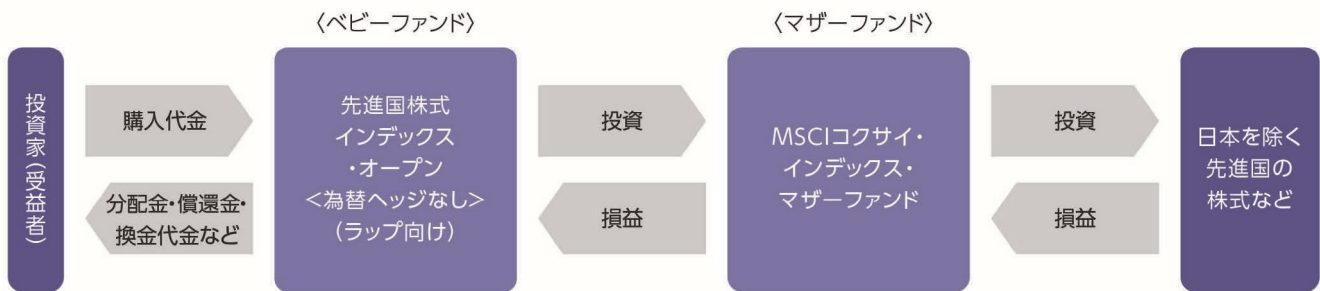 〈ベビーファンド〉
〈マザーファンド〉
投資家(受益者)
購入代金
分配金・償還金・
換金代金など
先進国株式
インデックス
・オープン
<為替ヘッジなし>
(ラップ向け)
投資
損益
MSCIコクサイ・
インデックス・
マザーファンド
投資
損益
日本を除く
先進国の
株式など